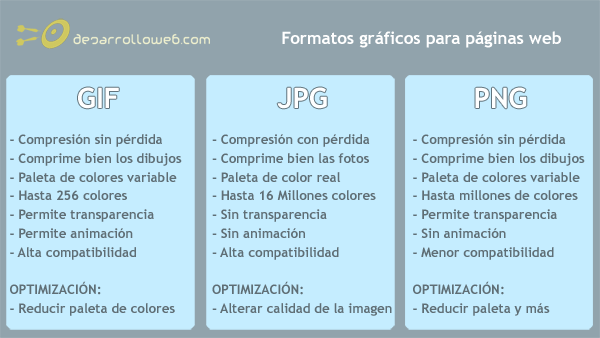 desarrolloweb.com
Formatos gráficos para páginas web
GIF
- Compresión sin pérdida
- Comprime bien los dibujos
- Paleta de colores variable
- Hasta 256 colores
- Permite transparencia
- Permite animación
- Alta compatibilidad
OPTIMIZACIÓN:
- Reducir paleta de colores
JPG
- Compresión con pérdida
- Comprime bien las fotos
- Paleta de color real
- Hasta 16 Millones colores
- Sin transparencia
- Sin animación
- Alta compatibilidad
OPTIMIZACIÓN:
- Alterar calidad de la imagen
PNG
- Compresión sin pérdida
- Comprime bien los dibujos
- Paleta de colores variable
- Hasta millones de colores
- Permite transparencia
- Sin animación
- Menor compatibilidad
OPTIMIZACIÓN:
- Reducir paleta y más